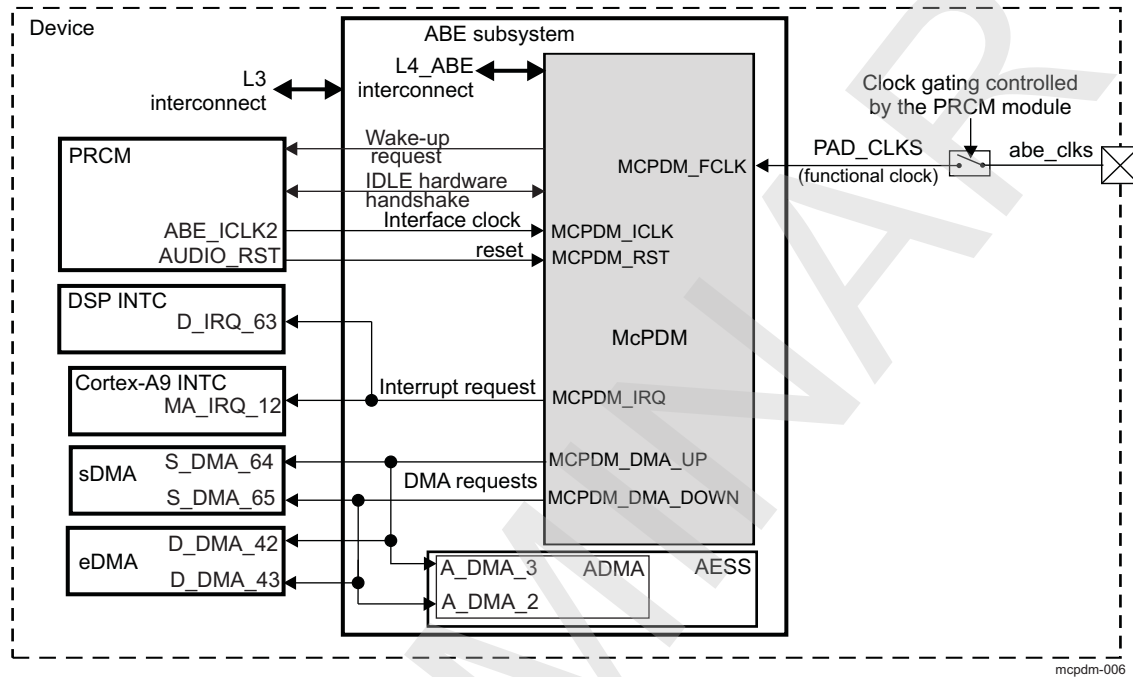 Device
ABE subsystem
L3
interconnect
L4_ABE
interconnect
Clock gating controlled
by the PRCM module
PRCM
Wake-up
request
MCPDM_FCLK
PAD_CLKS
(functional clock)
abe_clks
IDLE hardware
handshake
ABE_ICLK2
Interface clock
MCPDM_ICLK
AUDIO_RST
reset
MCPDM_RST
DSP INTC
D_IRQ_63
McPDM
Cortex-A9 INTC
MA_IRQ_12
Interrupt request
MCPDM_IRQ
sDMA
S_DMA_64
MCPDM_DMA_UP
S_DMA_65
DMA requests
MCPDM_DMA_DOWN
eDMA
D_DMA_42
D_DMA_43
A_DMA_3
ADMA
AESS
A_DMA_2
MINAR
mcpdm-006